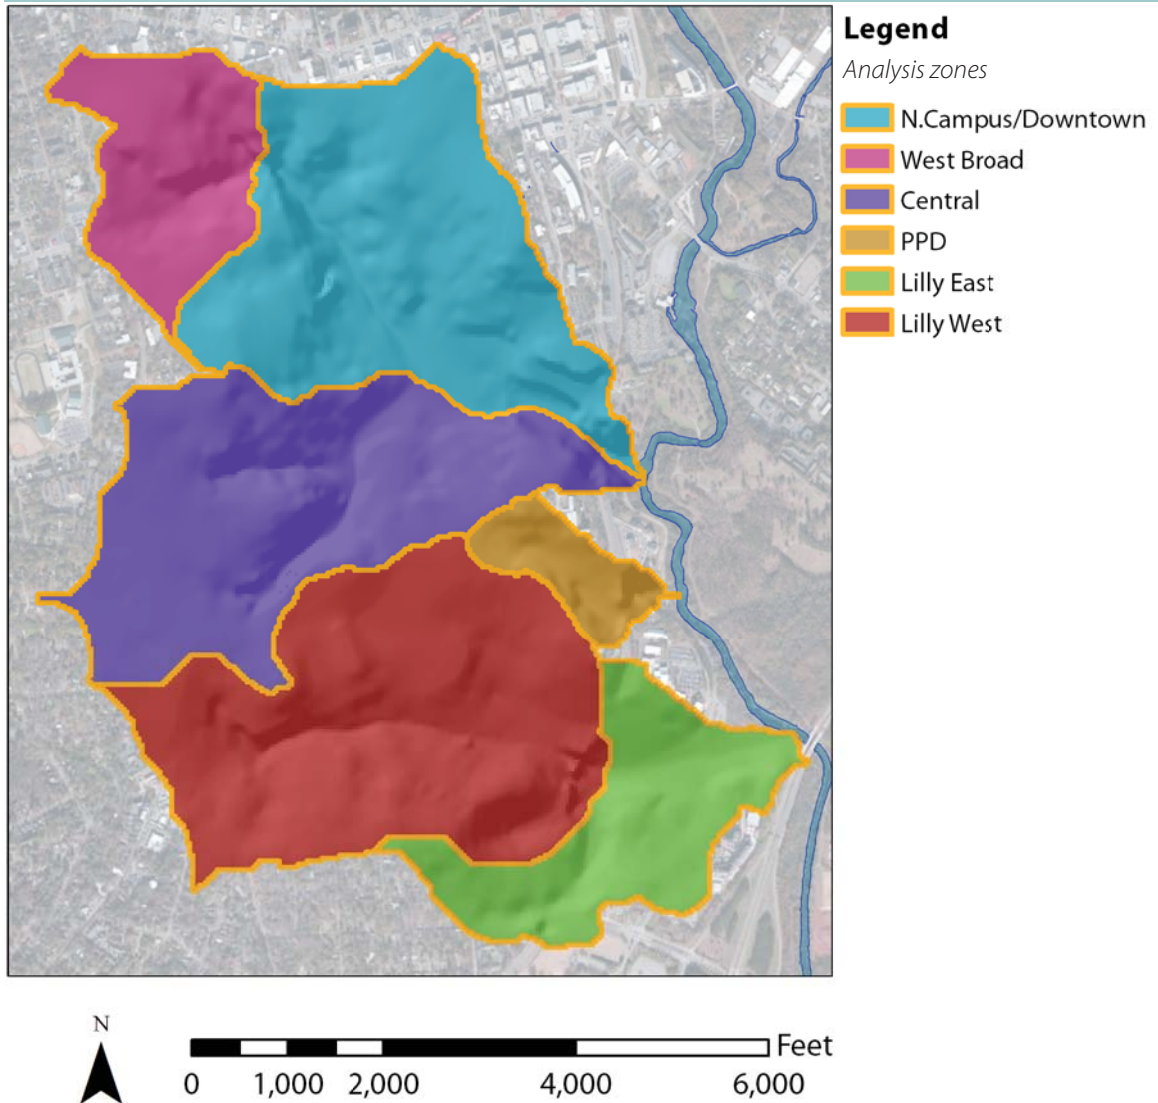 Legend
Analysis zones
N.Campus/Downtown
West Broad
Central
PPD
Lilly East
Lilly West
N
Feet
0 1,000 2,000 4,000 6,000